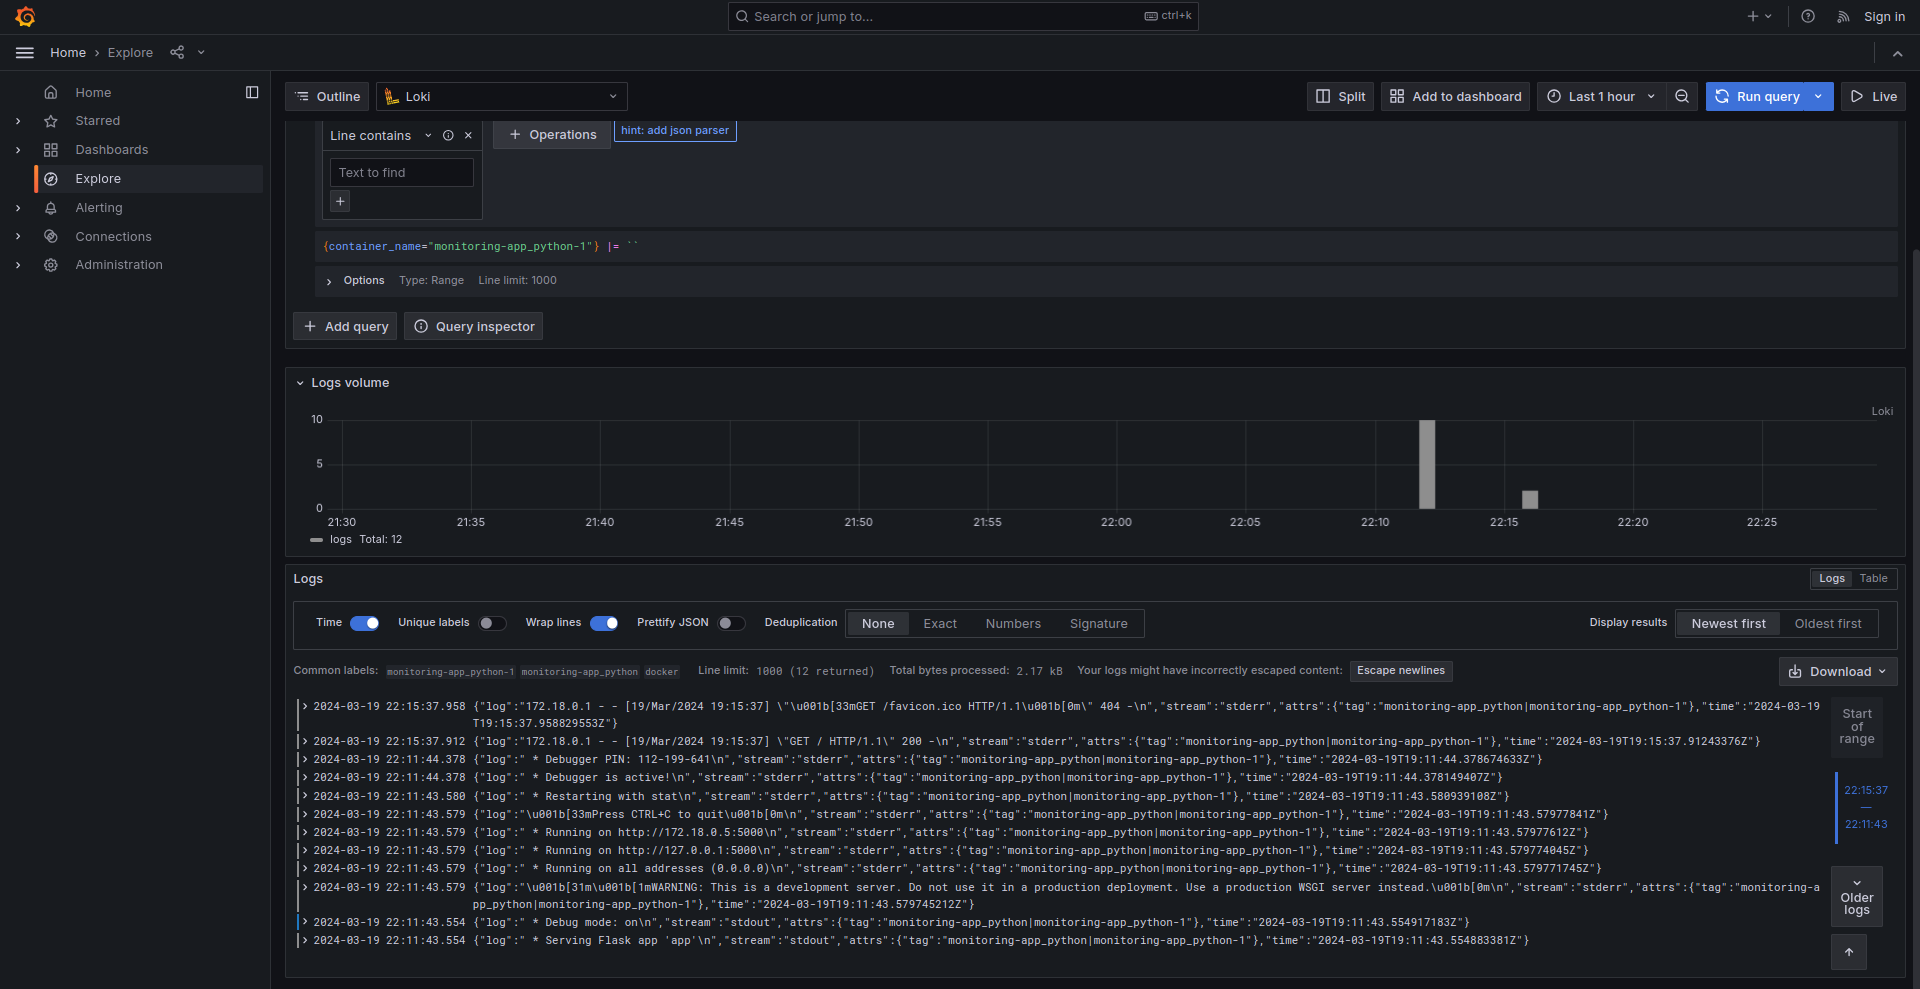 Search or jump to... ctrl+k Sign in
Home › Explore
Home
Starred
Dashboards
Explore
Alerting
Connections
Administration
Outline Loki Split Add to dashboard Last 1 hour Run query Live
Line contains Operations hint: add json parser
Text to find
{container_name="monitoring-app_python-1"} |= ``
Options Type: Range Line limit: 1000
Add query Query inspector
Logs volume
Loki
10
5
0
21:30 21:35 21:40 21:45 21:50 21:55 22:00 22:05 22:10 22:15 22:20 22:25
logs Total: 12
Logs Logs Table
Time Unique labels Wrap lines Prettify JSON Deduplication None Exact Numbers Signature Display results Newest first Oldest first
Common labels: monitoring-app_python-1 monitoring-app_python docker Line limit: 1000 (12 returned) Total bytes processed: 2.17 kB Your logs might have incorrectly escaped content: Escape newlines Download
2024-03-19 22:15:37.958 {"log":"172.18.0.1 - - [19/Mar/2024 19:15:37] \"\u001b[33mGET /favicon.ico HTTP/1.1\u001b[0m\" 404 -\n","stream":"stderr","attrs":{"tag":"monitoring-app_python|monitoring-app_python-1"},"time":"2024-03-19
T19:15:37.958829553Z"}
2024-03-19 22:15:37.912 {"log":"172.18.0.1 - - [19/Mar/2024 19:15:37] \"GET / HTTP/1.1\" 200 -\n","stream":"stderr","attrs":{"tag":"monitoring-app_python|monitoring-app_python-1"},"time":"2024-03-19T19:15:37.91243376Z"}
2024-03-19 22:11:44.378 {"log":" * Debugger PIN: 112-199-641\n","stream":"stderr","attrs":{"tag":"monitoring-app_python|monitoring-app_python-1"},"time":"2024-03-19T19:11:44.378674633Z"}
2024-03-19 22:11:44.378 {"log":" * Debugger is active!\n","stream":"stderr","attrs":{"tag":"monitoring-app_python|monitoring-app_python-1"},"time":"2024-03-19T19:11:44.378149407Z"}
2024-03-19 22:11:43.580 {"log":" * Restarting with stat\n","stream":"stderr","attrs":{"tag":"monitoring-app_python|monitoring-app_python-1"},"time":"2024-03-19T19:11:43.580939108Z"}
2024-03-19 22:11:43.579 {"log":"\u001b[33mPress CTRL+C to quit\u001b[0m\n","stream":"stderr","attrs":{"tag":"monitoring-app_python|monitoring-app_python-1"},"time":"2024-03-19T19:11:43.57977841Z"}
2024-03-19 22:11:43.579 {"log":" * Running on http://172.18.0.5:5000\n","stream":"stderr","attrs":{"tag":"monitoring-app_python|monitoring-app_python-1"},"time":"2024-03-19T19:11:43.57977612Z"}
2024-03-19 22:11:43.579 {"log":" * Running on http://127.0.0.1:5000\n","stream":"stderr","attrs":{"tag":"monitoring-app_python|monitoring-app_python-1"},"time":"2024-03-19T19:11:43.579774045Z"}
2024-03-19 22:11:43.579 {"log":" * Running on all addresses (0.0.0.0)\n","stream":"stderr","attrs":{"tag":"monitoring-app_python|monitoring-app_python-1"},"time":"2024-03-19T19:11:43.579771745Z"}
2024-03-19 22:11:43.579 {"log":"\u001b[31m\u001b[1mWARNING: This is a development server. Do not use it in a production deployment. Use a production WSGI server instead.\u001b[0m\n","stream":"stderr","attrs":{"tag":"monitoring-a
pp_python|monitoring-app_python-1"},"time":"2024-03-19T19:11:43.579745212Z"}
2024-03-19 22:11:43.554 {"log":" * Debug mode: on\n","stream":"stdout","attrs":{"tag":"monitoring-app_python|monitoring-app_python-1"},"time":"2024-03-19T19:11:43.554917183Z"}
2024-03-19 22:11:43.554 {"log":" * Serving Flask app 'app'\n","stream":"stdout","attrs":{"tag":"monitoring-app_python|monitoring-app_python-1"},"time":"2024-03-19T19:11:43.554883381Z"}
Start
of
range
22:15:37
—
22:11:43
Older
logs